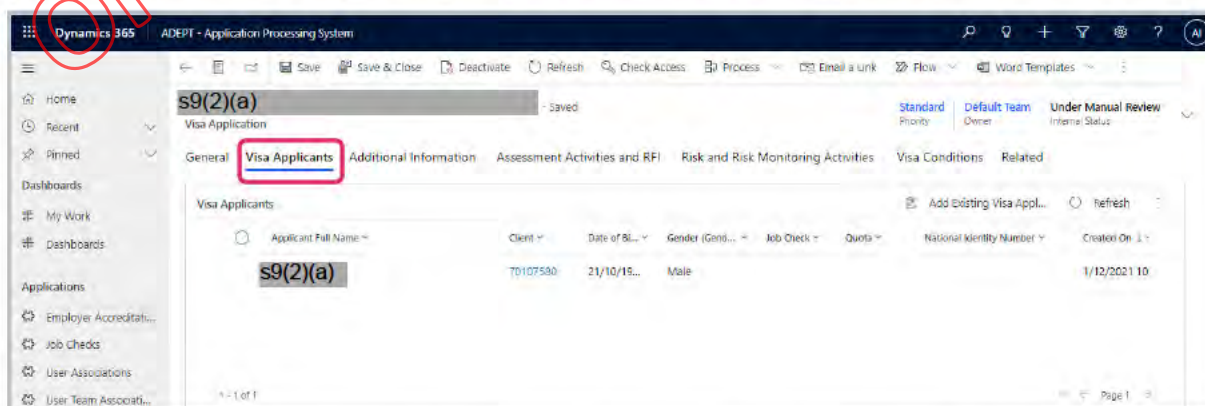 Dynamics 365 ADEPT - Application Processing System ? AI
Save Save & Close Deactivate Refresh Check Access Process Email a Link Flow Word Templates
Home
Recent
Pinned
Dashboards
My Work
Dashboards
Applications
Employer Accreditati...
Job Checks
User Associations
User Team Associati...
s9(2)(a) - Saved
Visa Application
Standard Default Team Under Manual Review
Priority Owner Internal Status
General Visa Applicants Additional Information Assessment Activities and RFI Risk and Risk Monitoring Activities Visa Conditions Related
Visa Applicants Add Existing Visa Appl... Refresh
Applicant Full Name Client Date of Bi... Gender (Gend... Job Check Quota National Identity Number Created On
s9(2)(a) 70107580 21/10/19... Male 1/12/2021 10
1 - 1 of 1 Page 1